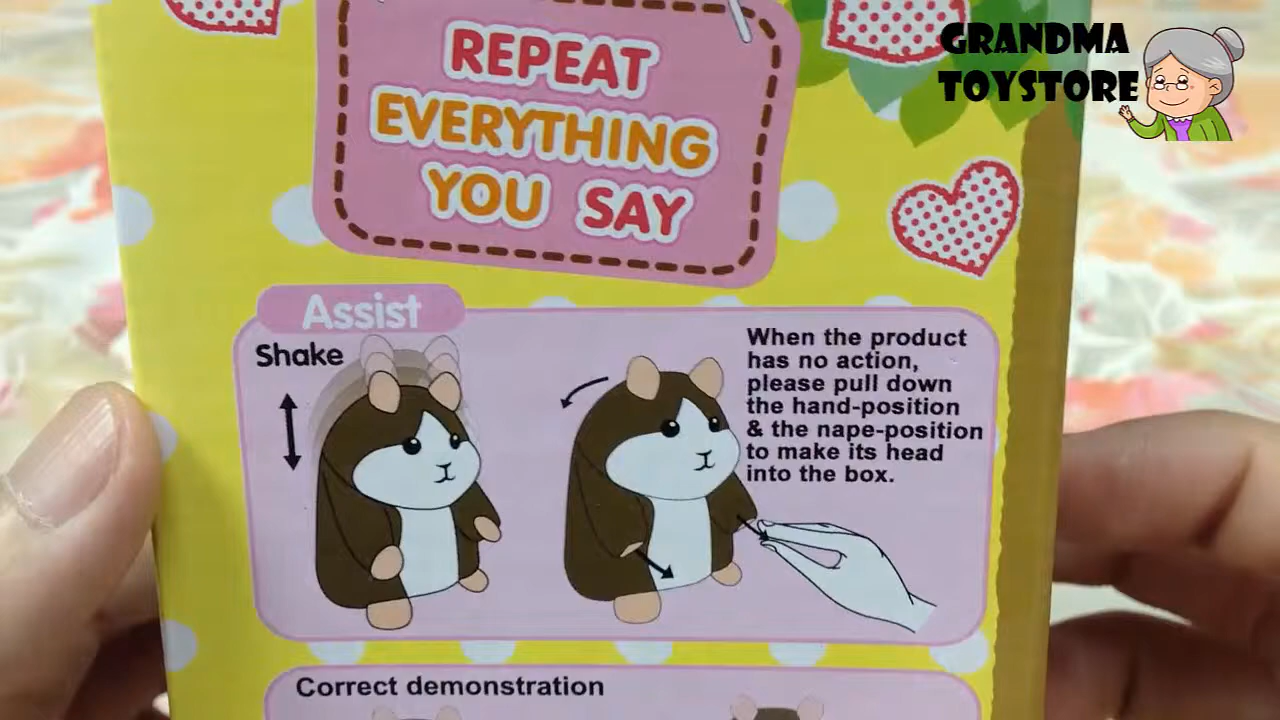 GRANDMA
TOYSTORE
REPEAT
EVERYTHING
YOU SAY
Assist
Shake
When the product
has no action,
please pull down
the hand-position
& the nape-position
to make its head
into the box.
Correct demonstration